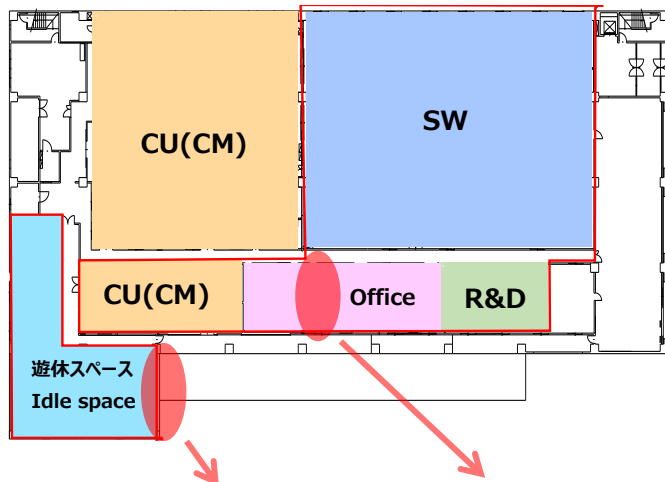 CU(CM)
SW
CU(CM)
Office
R&D
遊休スペース
Idle space